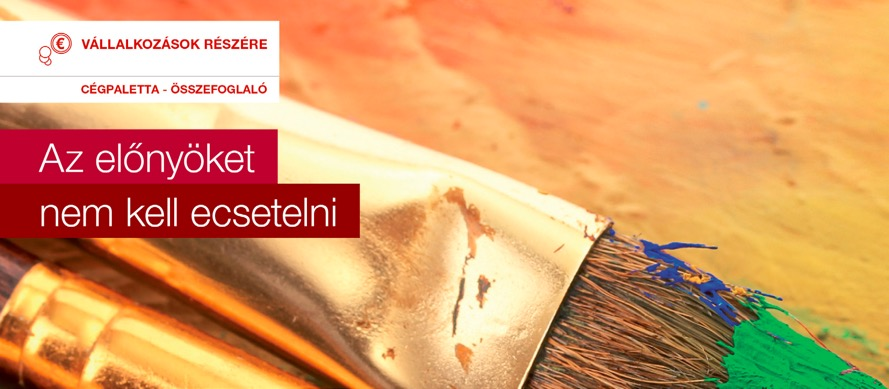 €
VÁLLALKOZÁSOK RÉSZÉRE
CÉGPALETTA - ÖSSZEFOGLALÓ
Az előnyöket
nem kell ecsetelni